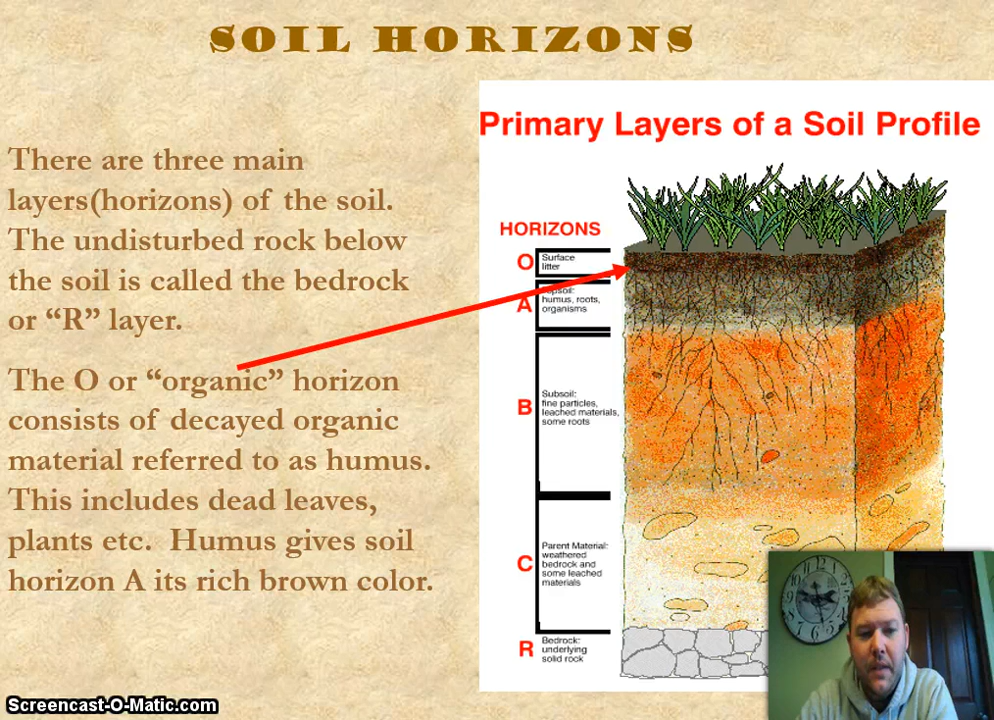 SOIL HORIZONS
There are three main
layers(horizons) of the soil.
The undisturbed rock below
the soil is called the bedrock
or “R” layer.
The O or “organic” horizon
consists of decayed organic
material referred to as humus.
This includes dead leaves,
plants etc. Humus gives soil
horizon A its rich brown color.
Primary Layers of a Soil Profile
HORIZONS
O
Surface
litter
A
Topsoil:
humus, roots,
organisms
B
Subsoil:
fine particles,
leached materials,
some roots
C
Parent Material:
weathered
bedrock and
some leached
materials
R
Bedrock:
underlying
solid rock
Screencast-O-Matic.com